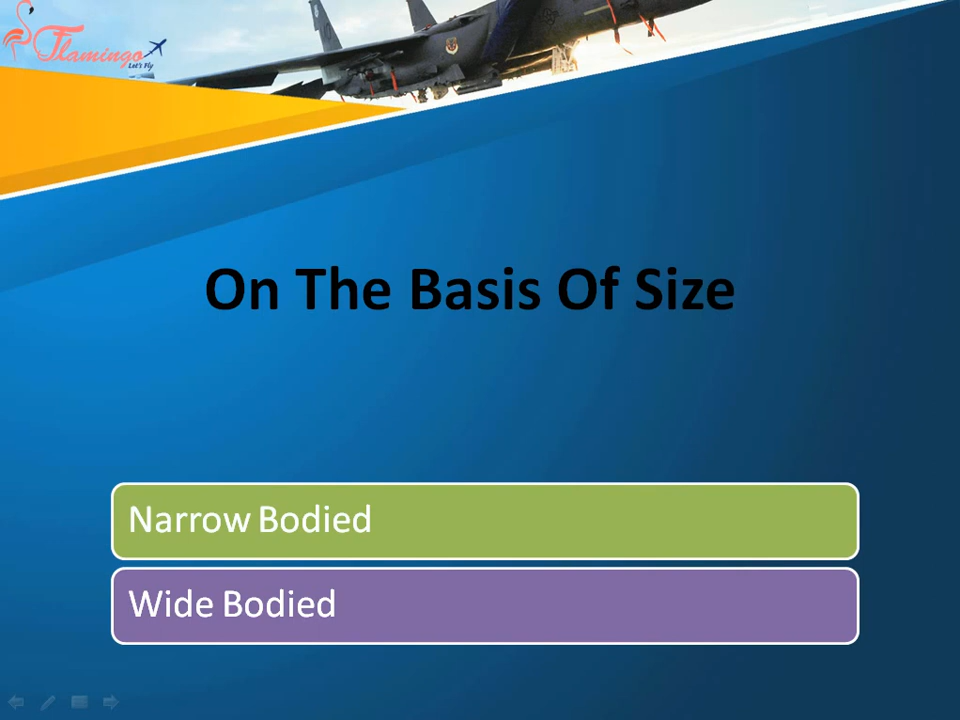 Flamingo
Let's Fly
On The Basis Of Size
Narrow Bodied
Wide Bodied